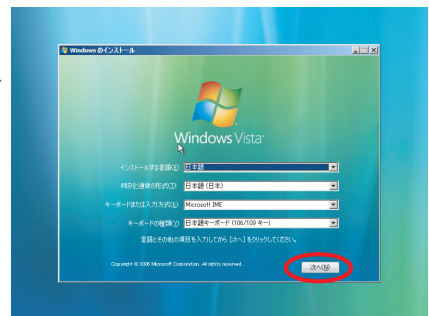 Windows のインストール
Windows Vista™
インストールする言語(E) 日本語
時刻と通貨の形式(T) 日本語 (日本)
キーボードまたは入力方式(K) Microsoft IME
キーボードの種類(Y) 日本語キーボード (106/109 キー)
言語とその他の項目を入力してから [次へ] をクリックしてください。
Copyright © 2006 Microsoft Corporation. All rights reserved.
次へ(N)